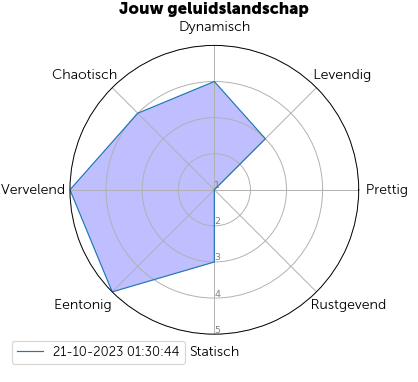 Jouw geluidslandschap
Dynamisch
Chaotisch
Levendig
Vervelend
1
Prettig
2
3
4
Eentonig
Rustgevend
5
21-10-2023 01:30:44
Statisch